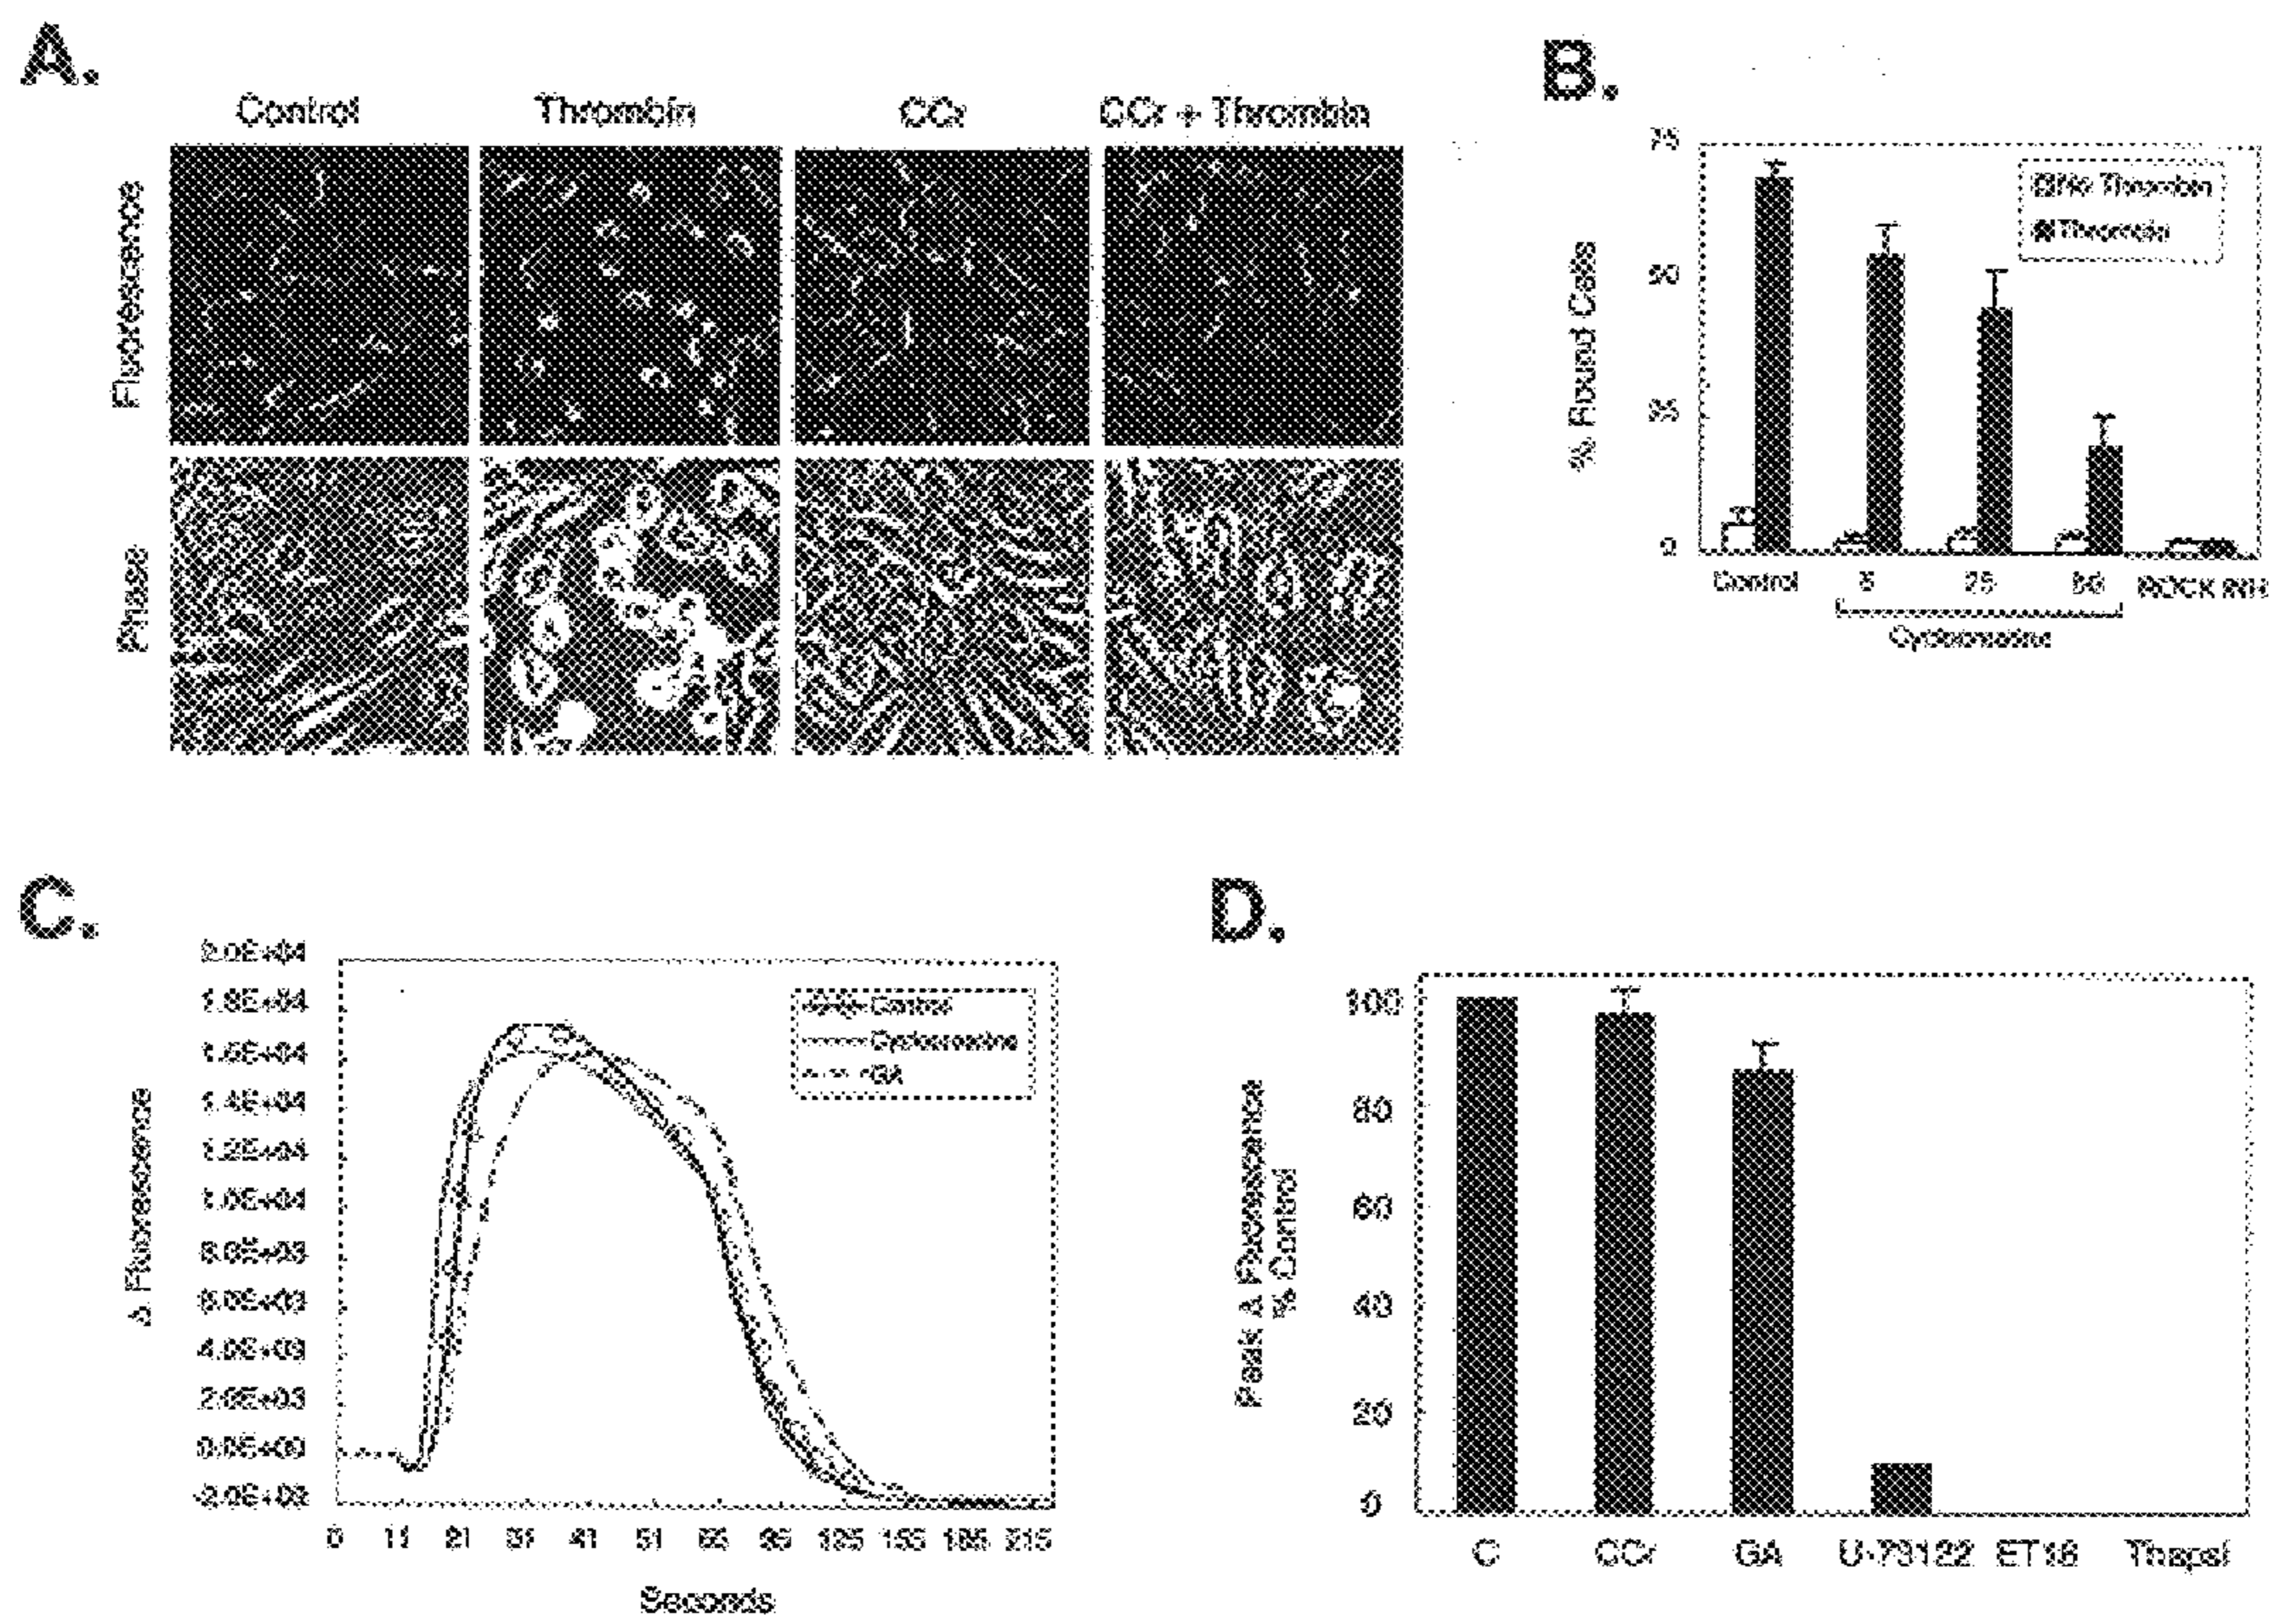 A.
Control Thrombin CCr CCr + Thrombin
Fluorescence
Phase
B.
% Round Cells
75
50
25
0
No Thrombin
Thrombin
Control 5 25 50 ROCK INH
Cyclocreatine
C.
Δ Fluorescence
2.0E+04
1.8E+04
1.6E+04
1.4E+04
1.2E+04
1.0E+04
8.0E+03
6.0E+03
4.0E+03
2.0E+03
0.0E+00
-2.0E+03
Control
Cyclocreatine
GA
0 11 21 31 41 51 65 95 125 155 185 215
Seconds
D.
Peak Δ Fluorescence
% Control
100
80
60
40
20
0
C CCr GA U-73122 ET18 Thapsi